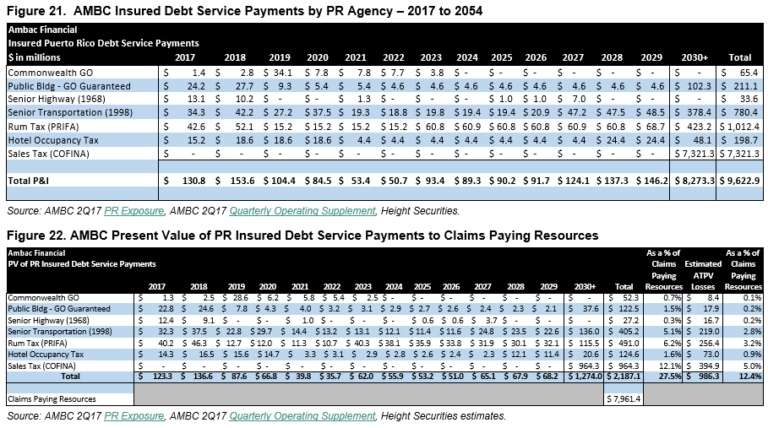 Figure 21. AMBC Insured Debt Service Payments by PR Agency – 2017 to 2054
Ambac Financial
Insured Puerto Rico Debt Service Payments
$ in millions 2017 2018 2019 2020 2021 2022 2023 2024 2025 2026 2027 2028 2029 2030+ Total
Commonwealth GO $ 1.4 $ 2.8 $ 34.1 $ 7.8 $ 7.8 $ 7.7 $ 3.8 $ - $ - $ - $ - $ - $ - $ - $ 65.4
Public Bldg - GO Guaranteed $ 24.2 $ 27.7 $ 9.3 $ 5.4 $ 5.4 $ 4.6 $ 4.6 $ 4.6 $ 4.6 $ 4.6 $ 4.6 $ 4.6 $ 4.6 $ 102.3 $ 211.1
Senior Highway (1968) $ 13.1 $ 10.2 $ - $ - $ 1.3 $ - $ - $ - $ 1.0 $ 1.0 $ 7.0 $ - $ - $ - $ 33.6
Senior Transportation (1998) $ 34.3 $ 42.2 $ 27.2 $ 37.5 $ 19.3 $ 18.8 $ 19.8 $ 19.4 $ 19.4 $ 20.9 $ 47.2 $ 47.5 $ 48.5 $ 378.4 $ 780.4
Rum Tax (PRIFA) $ 42.6 $ 52.1 $ 15.2 $ 15.2 $ 15.2 $ 15.2 $ 60.8 $ 60.9 $ 60.8 $ 60.8 $ 60.9 $ 60.8 $ 68.7 $ 423.2 $ 1,012.4
Hotel Occupancy Tax $ 15.2 $ 18.6 $ 18.6 $ 18.6 $ 4.4 $ 4.4 $ 4.4 $ 4.4 $ 4.4 $ 4.4 $ 4.4 $ 24.4 $ 24.4 $ 48.1 $ 198.7
Sales Tax (COFINA) $ - $ - $ - $ - $ - $ - $ - $ - $ - $ - $ - $ - $ - $ 7,321.3 $ 7,321.3
Total P&I $ 130.8 $ 153.6 $ 104.4 $ 84.5 $ 53.4 $ 50.7 $ 93.4 $ 89.3 $ 90.2 $ 91.7 $ 124.1 $ 137.3 $ 146.2 $ 8,273.3 $ 9,622.9
Source: AMBC 2Q17 PR Exposure, AMBC 2Q17 Quarterly Operating Supplement, Height Securities.
Figure 22. AMBC Present Value of PR Insured Debt Service Payments to Claims Paying Resources
Ambac Financial As a % of As a % of
PV of PR Insured Debt Service Payments Claims Estimated Claims
Paying ATPV Paying
2017 2018 2019 2020 2021 2022 2023 2024 2025 2026 2027 2028 2029 2030+ Total Resources Losses Resources
Commonwealth GO $ 1.3 $ 2.5 $ 28.6 $ 6.2 $ 5.8 $ 5.4 $ 2.5 $ - $ - $ - $ - $ - $ - $ - $ 52.3 0.7% $ 8.4 0.1%
Public Bldg - GO Guaranteed $ 22.8 $ 24.6 $ 7.8 $ 4.3 $ 4.0 $ 3.2 $ 3.1 $ 2.9 $ 2.7 $ 2.6 $ 2.4 $ 2.3 $ 2.1 $ 37.6 $ 122.5 1.5% $ 17.9 0.2%
Senior Highway (1968) $ 12.4 $ 9.1 $ - $ - $ 1.0 $ - $ - $ - $ 0.6 $ 0.6 $ 3.7 $ - $ - $ - $ 27.2 0.3% $ 16.7 0.2%
Senior Transportation (1998) $ 32.3 $ 37.5 $ 22.8 $ 29.7 $ 14.4 $ 13.2 $ 13.1 $ 12.1 $ 11.4 $ 11.6 $ 24.8 $ 23.5 $ 22.6 $ 136.0 $ 405.2 5.1% $ 219.0 2.8%
Rum Tax (PRIFA) $ 40.2 $ 46.3 $ 12.7 $ 12.0 $ 11.3 $ 10.7 $ 40.3 $ 38.1 $ 35.9 $ 33.8 $ 31.9 $ 30.1 $ 32.1 $ 115.5 $ 491.0 6.2% $ 256.4 3.2%
Hotel Occupancy Tax $ 14.3 $ 16.5 $ 15.6 $ 14.7 $ 3.3 $ 3.1 $ 2.9 $ 2.8 $ 2.6 $ 2.4 $ 2.3 $ 12.1 $ 11.4 $ 20.6 $ 124.6 1.6% $ 73.0 0.9%
Sales Tax (COFINA) $ - $ - $ - $ - $ - $ - $ - $ - $ - $ - $ - $ - $ - $ 964.3 $ 964.3 12.1% $ 394.9 5.0%
Total $ 123.3 $ 136.6 $ 87.6 $ 66.8 $ 39.8 $ 35.7 $ 62.0 $ 55.9 $ 53.2 $ 51.0 $ 65.1 $ 67.9 $ 68.2 $ 1,274.0 $ 2,187.1 27.5% $ 986.3 12.4%
Claims Paying Resources $ 7,961.4
Source: AMBC 2Q17 PR Exposure, AMBC 2Q17 Quarterly Operating Supplement, Height Securities estimates.